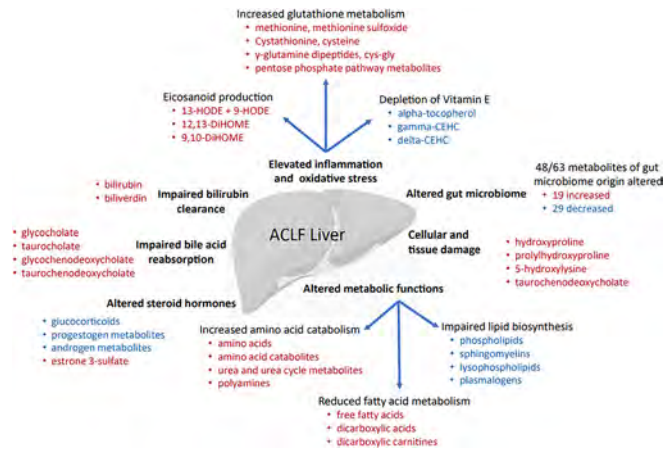 Increased glutathione metabolism
• methionine, methionine sulfoxide
• Cystathionine, cysteine
• γ-glutamine dipeptides, cys-gly
• pentose phosphate pathway metabolites
Eicosanoid production
• 13-HODE + 9-HODE
• 12,13-DiHOME
• 9,10-DiHOME
Depletion of Vitamin E
• alpha-tocopherol
• gamma-CEHC
• delta-CEHC
Elevated inflammation
and oxidative stress
48/63 metabolites of gut
microbiome origin altered
• 19 increased
• 29 decreased
Altered gut microbiome
• bilirubin
• biliverdin
Impaired bilirubin
clearance
• glycocholate
• taurocholate
• glycochenodeoxycholate
• taurochenodeoxycholate
Impaired bile acid
reabsorption
ACLF Liver
Cellular and
tissue damage
• hydroxyproline
• prolylhydroxyproline
• 5-hydroxylysine
• taurochenodeoxycholate
Altered steroid hormones
• glucocorticoids
• progestogen metabolites
• androgen metabolites
• estrone 3-sulfate
Altered metabolic functions
Increased amino acid catabolism
• amino acids
• amino acid catabolites
• urea and urea cycle metabolites
• polyamines
Impaired lipid biosynthesis
• phospholipids
• sphingomyelins
• lysophospholipids
• plasmalogens
Reduced fatty acid metabolism
• free fatty acids
• dicarboxylic acids
• dicarboxylic carnitines